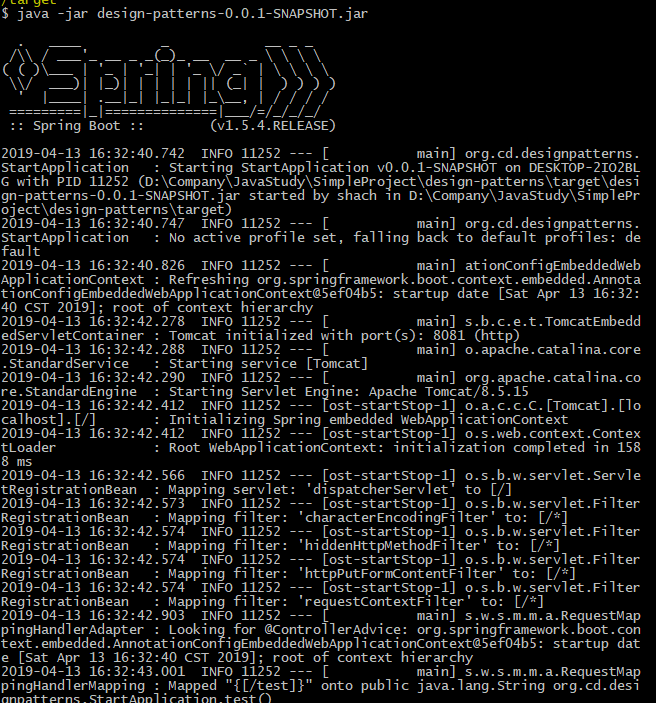 /target
$ java -jar design-patterns-0.0.1-SNAPSHOT.jar
  .   ____          _            __ _ _
 /\\ / ___'_ __ _ _(_)_ __  __ _ \ \ \ \
( ( )\___ | '_ | '_| | '_ \/ _` | \ \ \ \
 \\/  ___)| |_)| | | | | || (_| |  ) ) ) )
  '  |____| .__|_| |_|_| |_\__, | / / / /
 =========|_|==============|___/=/_/_/_/
 :: Spring Boot ::        (v1.5.4.RELEASE)
2019-04-13 16:32:40.742  INFO 11252 --- [           main] org.cd.designpatterns.
StartApplication   : Starting StartApplication v0.0.1-SNAPSHOT on DESKTOP-2IO2BL
G with PID 11252 (D:\Company\JavaStudy\SimpleProject\design-patterns\target\desi
gn-patterns-0.0.1-SNAPSHOT.jar started by shach in D:\Company\JavaStudy\SimplePr
oject\design-patterns\target)
2019-04-13 16:32:40.747  INFO 11252 --- [           main] org.cd.designpatterns.
StartApplication   : No active profile set, falling back to default profiles: de
fault
2019-04-13 16:32:40.826  INFO 11252 --- [           main] ationConfigEmbeddedWeb
ApplicationContext : Refreshing org.springframework.boot.context.embedded.Annota
tionConfigEmbeddedWebApplicationContext@5ef04b5: startup date [Sat Apr 13 16:32:
40 CST 2019]; root of context hierarchy
2019-04-13 16:32:42.278  INFO 11252 --- [           main] s.b.c.e.t.TomcatEmbedd
edServletContainer : Tomcat initialized with port(s): 8081 (http)
2019-04-13 16:32:42.288  INFO 11252 --- [           main] o.apache.catalina.core
.StandardService   : Starting service [Tomcat]
2019-04-13 16:32:42.290  INFO 11252 --- [           main] org.apache.catalina.co
re.StandardEngine  : Starting Servlet Engine: Apache Tomcat/8.5.15
2019-04-13 16:32:42.412  INFO 11252 --- [ost-startStop-1] o.a.c.c.C.[Tomcat].[lo
calhost].[/]       : Initializing Spring embedded WebApplicationContext
2019-04-13 16:32:42.412  INFO 11252 --- [ost-startStop-1] o.s.web.context.Contex
tLoader            : Root WebApplicationContext: initialization completed in 158
8 ms
2019-04-13 16:32:42.566  INFO 11252 --- [ost-startStop-1] o.s.b.w.servlet.Servle
tRegistrationBean  : Mapping servlet: 'dispatcherServlet' to [/]
2019-04-13 16:32:42.573  INFO 11252 --- [ost-startStop-1] o.s.b.w.servlet.Filter
RegistrationBean   : Mapping filter: 'characterEncodingFilter' to: [/*]
2019-04-13 16:32:42.574  INFO 11252 --- [ost-startStop-1] o.s.b.w.servlet.Filter
RegistrationBean   : Mapping filter: 'hiddenHttpMethodFilter' to: [/*]
2019-04-13 16:32:42.574  INFO 11252 --- [ost-startStop-1] o.s.b.w.servlet.Filter
RegistrationBean   : Mapping filter: 'httpPutFormContentFilter' to: [/*]
2019-04-13 16:32:42.574  INFO 11252 --- [ost-startStop-1] o.s.b.w.servlet.Filter
RegistrationBean   : Mapping filter: 'requestContextFilter' to: [/*]
2019-04-13 16:32:42.903  INFO 11252 --- [           main] s.w.s.m.m.a.RequestMap
pingHandlerAdapter : Looking for @ControllerAdvice: org.springframework.boot.con
text.embedded.AnnotationConfigEmbeddedWebApplicationContext@5ef04b5: startup dat
e [Sat Apr 13 16:32:40 CST 2019]; root of context hierarchy
2019-04-13 16:32:43.001  INFO 11252 --- [           main] s.w.s.m.m.a.RequestMap
pingHandlerMapping : Mapped "{[/test]}" onto public java.lang.String org.cd.desi
gnpatterns.StartApplication.test()